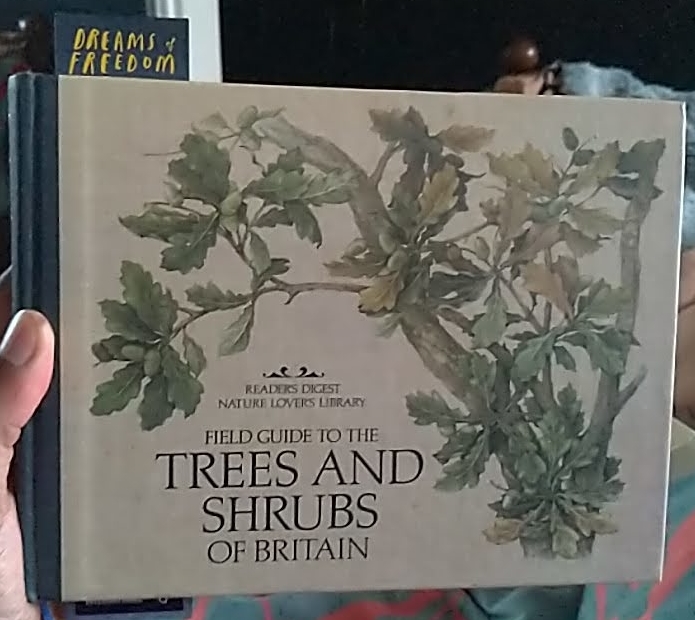 DREAMS of
FREEDOM
READER'S DIGEST
NATURE LOVER'S LIBRARY
FIELD GUIDE TO THE
TREES AND
SHRUBS
OF BRITAIN